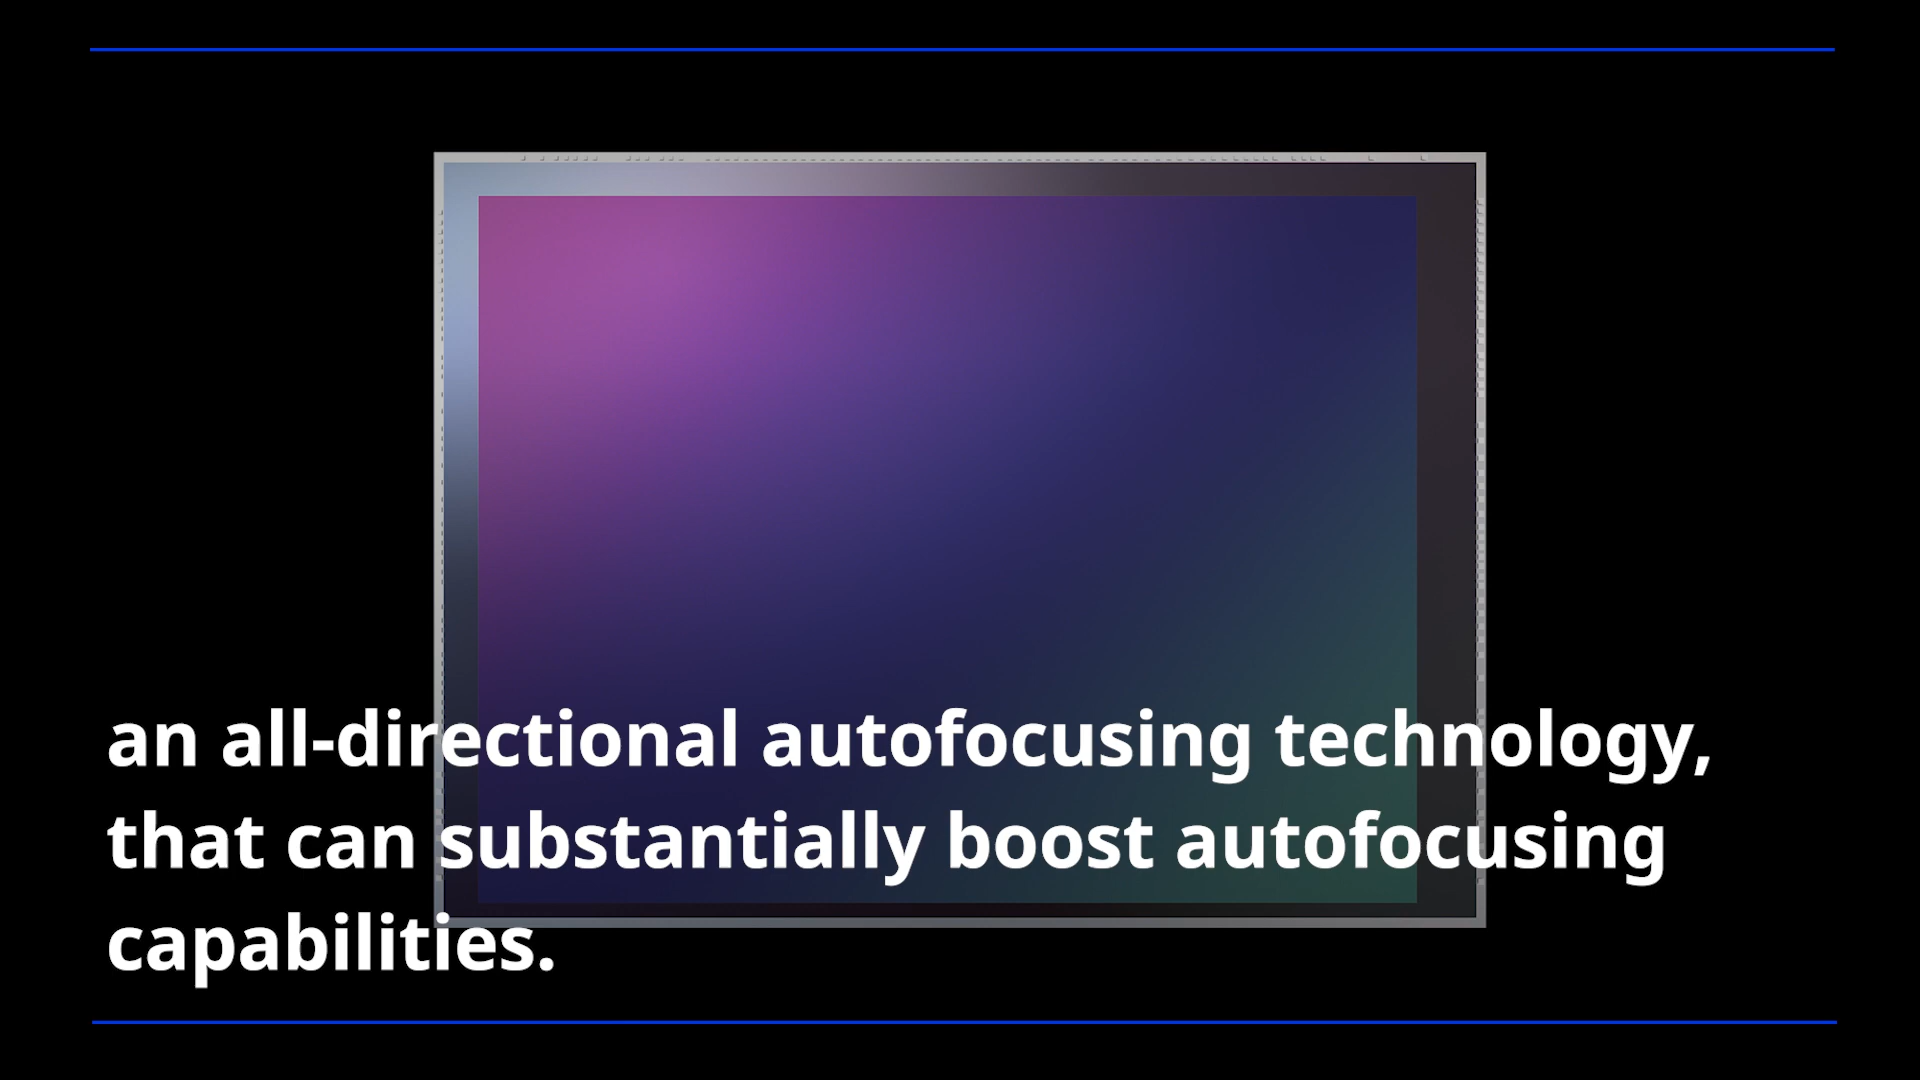 an all-directional autofocusing technology,
that can substantially boost autofocusing
capabilities.